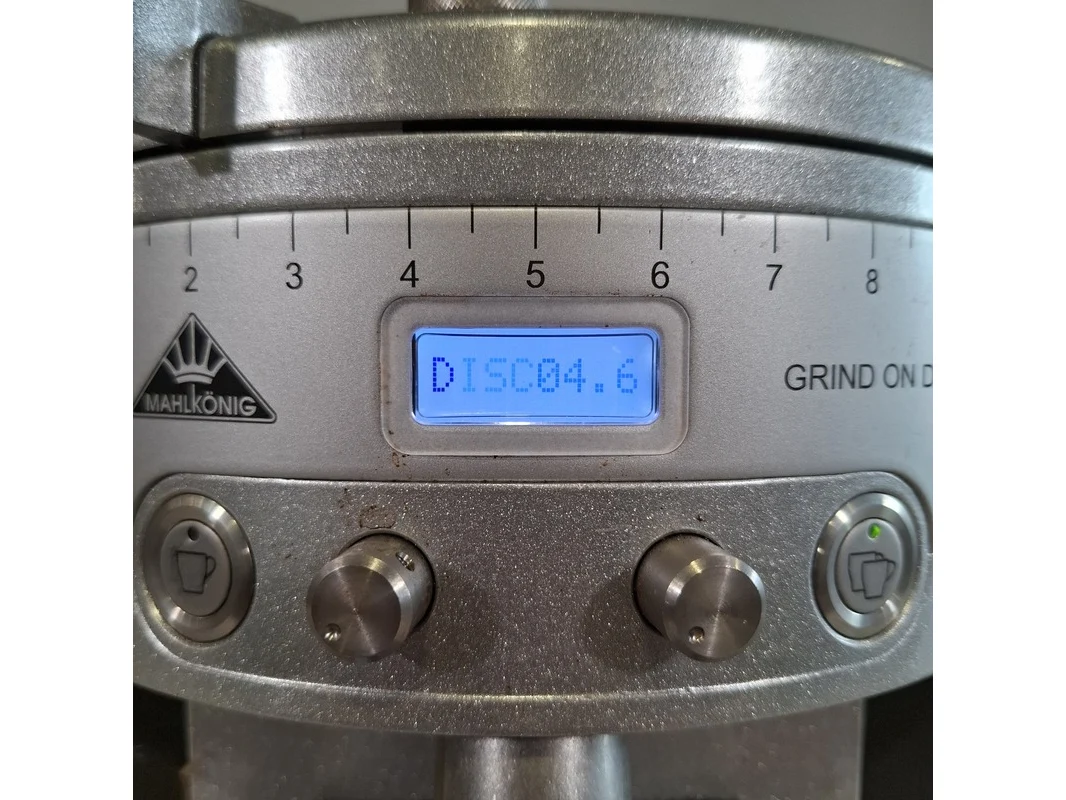 2 3 4 5 6 7 8
DISC04.6
MAHLKÖNIG
GRIND ON D